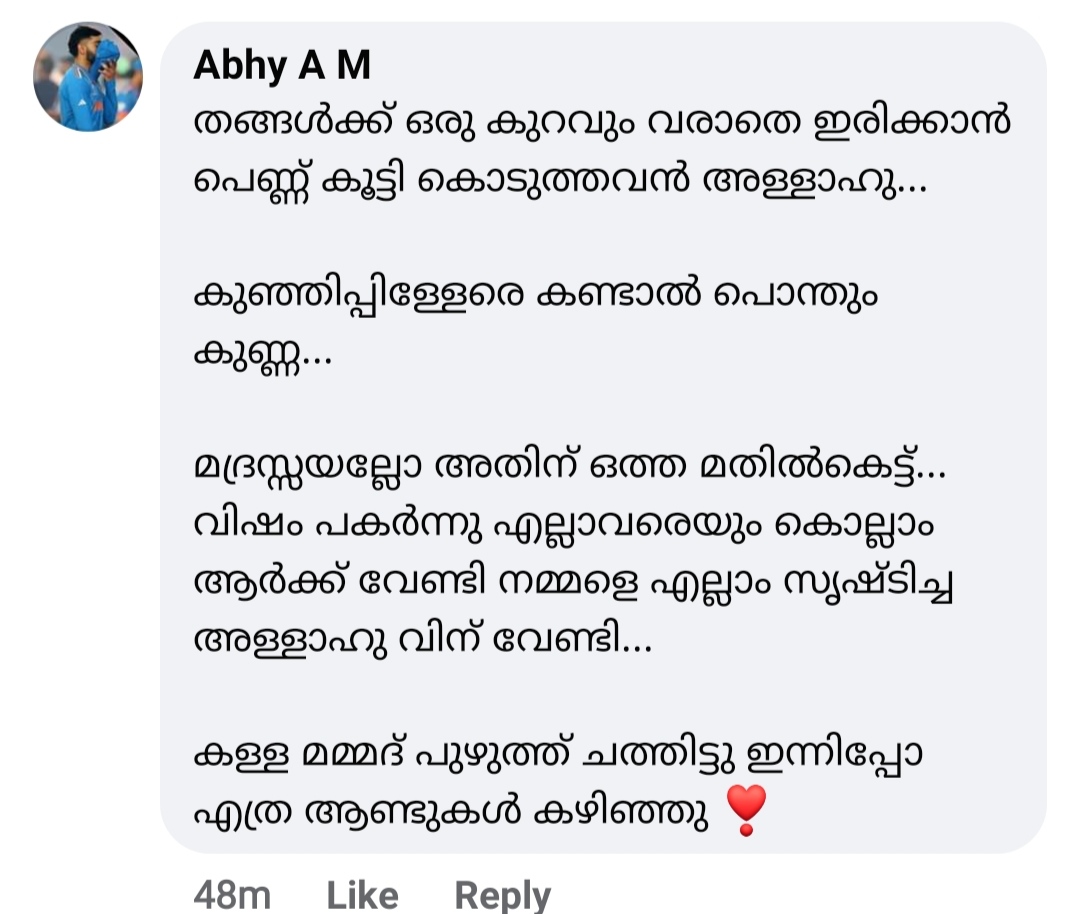 Abhy A M
തങ്ങൾക്ക് ഒരു കുറവും വരാതെ ഇരിക്കാൻ
പെണ്ണ് കൂട്ടി കൊടുത്തവൻ അള്ളാഹു...
കുഞ്ഞിപ്പിള്ളേരെ കണ്ടാൽ പൊന്തും
കുണ്ണ...
മദ്രസ്സയല്ലോ അതിന് ഒത്ത മതിൽകെട്ട്...
വിഷം പകർന്നു എല്ലാവരെയും കൊല്ലാം
ആർക്ക് വേണ്ടി നമ്മളെ എല്ലാം സൃഷ്ടിച്ച
അള്ളാഹു വിന് വേണ്ടി...
കള്ള മമ്മദ് പുഴുത്ത് ചത്തിട്ടു ഇന്നിപ്പോ
എത്ര ആണ്ടുകൾ കഴിഞ്ഞു ❣️
48m Like Reply